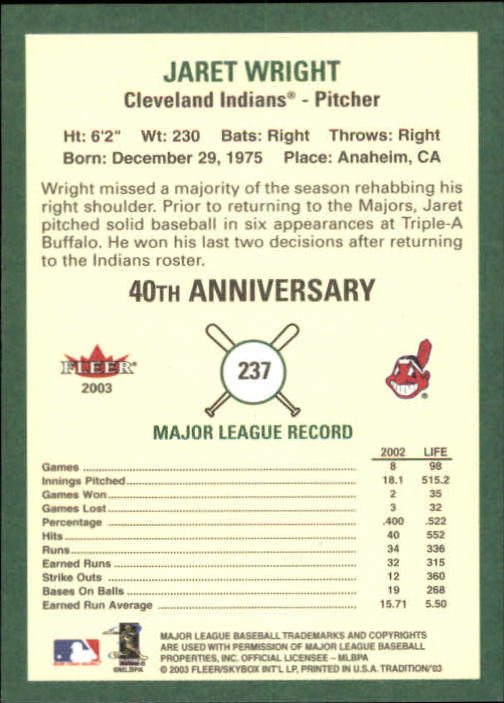 JARET WRIGHT
Cleveland Indians® - Pitcher
Ht: 6'2" Wt: 230 Bats: Right Throws: Right
Born: December 29, 1975 Place: Anaheim, CA
Wright missed a majority of the season rehabbing his
right shoulder. Prior to returning to the Majors, Jaret
pitched solid baseball in six appearances at Triple-A
Buffalo. He won his last two decisions after returning
to the Indians roster.
40TH ANNIVERSARY
FLEER
2003
237
MAJOR LEAGUE RECORD
2002 LIFE
Games 8 98
Innings Pitched 18.1 515.2
Games Won 2 35
Games Lost 3 32
Percentage .400 .522
Hits 40 552
Runs 34 336
Earned Runs 32 315
Strike Outs 12 360
Bases On Balls 19 268
Earned Run Average 15.71 5.50
©MLBPA
MAJOR LEAGUE BASEBALL TRADEMARKS AND COPYRIGHTS
ARE USED WITH PERMISSION OF MAJOR LEAGUE BASEBALL
PROPERTIES, INC. OFFICIAL LICENSEE - MLBPA
© 2003 FLEER/SKYBOX INT'L LP, PRINTED IN U.S.A. TRADITION/'03